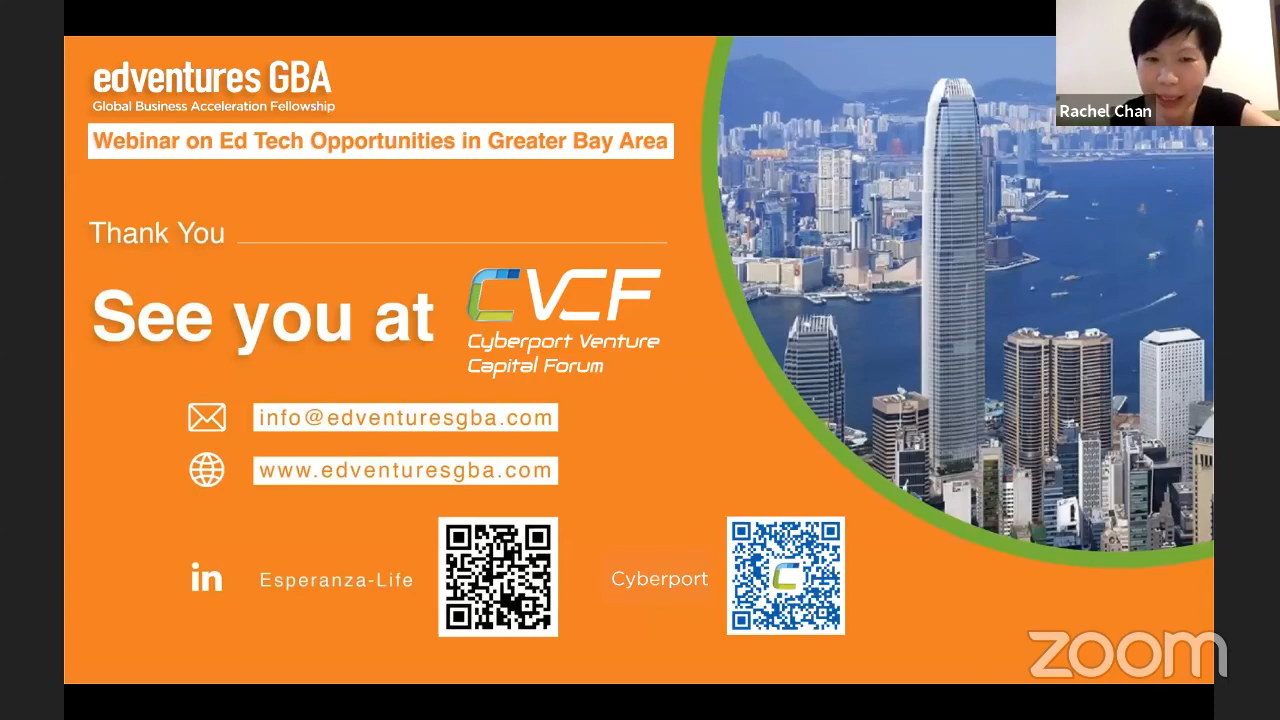 edventures GBA
Global Business Acceleration Fellowship
Webinar on Ed Tech Opportunities in Greater Bay Area
Thank You
See you at
CVCF
Cyberport Venture
Capital Forum
info@edventuresgba.com
www.edventuresgba.com
in
Esperanza-Life
Cyberport
Rachel Chan
zoom